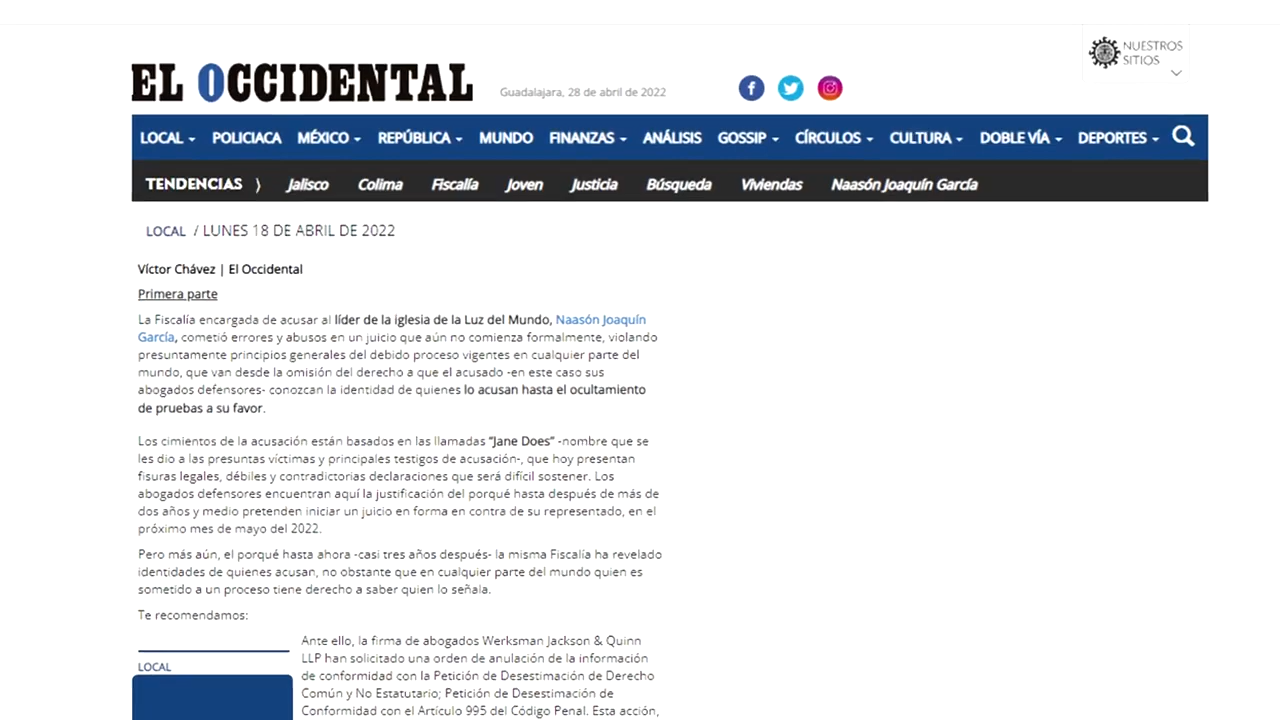 NUESTROS
SITIOS
EL OCCIDENTAL
Guadalajara, 28 de abril de 2022
LOCAL POLICIACA MÉXICO REPÚBLICA MUNDO FINANZAS ANÁLISIS GOSSIP CÍRCULOS CULTURA DOBLE VÍA DEPORTES
TENDENCIAS ⟩ Jalisco Colima Fiscalía Joven Justicia Búsqueda Viviendas Naasón Joaquín García
LOCAL / LUNES 18 DE ABRIL DE 2022
Víctor Chávez | El Occidental
Primera parte
La Fiscalía encargada de acusar al líder de la iglesia de la Luz del Mundo, Naasón Joaquín
García, cometió errores y abusos en un juicio que aún no comienza formalmente, violando
presuntamente principios generales del debido proceso vigentes en cualquier parte del
mundo, que van desde la omisión del derecho a que el acusado -en este caso sus
abogados defensores- conozcan la identidad de quienes lo acusan hasta el ocultamiento
de pruebas a su favor.
Los cimientos de la acusación están basados en las llamadas "Jane Does" -nombre que se
les dio a las presuntas víctimas y principales testigos de acusación-, que hoy presentan
fisuras legales, débiles y contradictorias declaraciones que será difícil sostener. Los
abogados defensores encuentran aquí la justificación del porqué hasta después de más de
dos años y medio pretenden iniciar un juicio en forma en contra de su representado, en el
próximo mes de mayo del 2022.
Pero más aún, el porqué hasta ahora -casi tres años después- la misma Fiscalía ha revelado
identidades de quienes acusan, no obstante que en cualquier parte del mundo quien es
sometido a un proceso tiene derecho a saber quien lo señala.
Te recomendamos:
LOCAL
Ante ello, la firma de abogados Werksman Jackson & Quinn
LLP han solicitado una orden de anulación de la información
de conformidad con la Petición de Desestimación de Derecho
Común y No Estatutario; Petición de Desestimación de
Conformidad con el Artículo 995 del Código Penal. Esta acción,